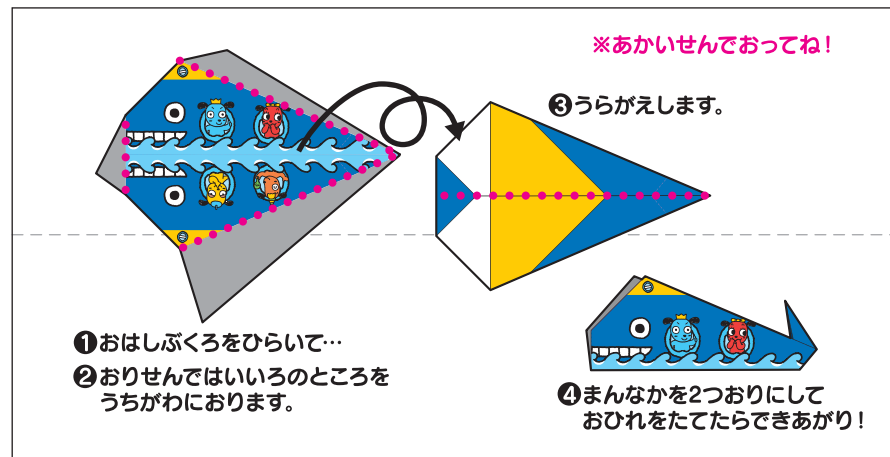 ※あかいせんでおってね！
❸うらがえします。
❶おはしぶくろをひらいて…
❷おりせんではいいろのところを
うちがわにおります。
❹まんなかを2つおりにして
おひれをたてたらできあがり！